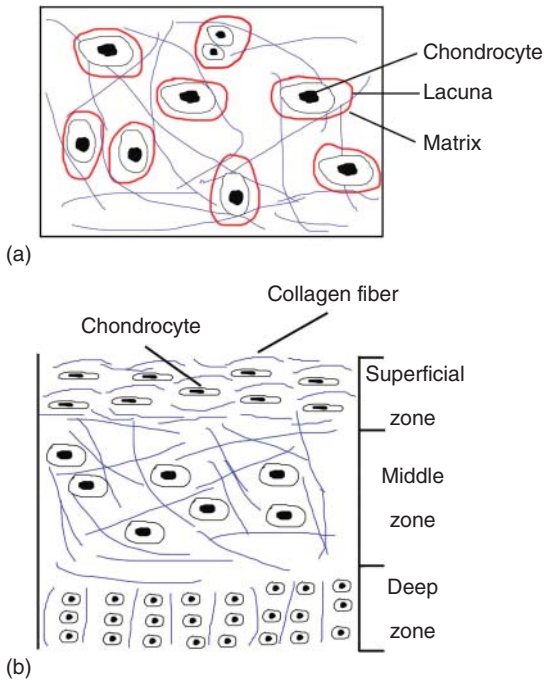 Chondrocyte
Lacuna
Matrix
(a)
Collagen fiber
Chondrocyte
Superficial
zone
Middle
zone
Deep
zone
(b)